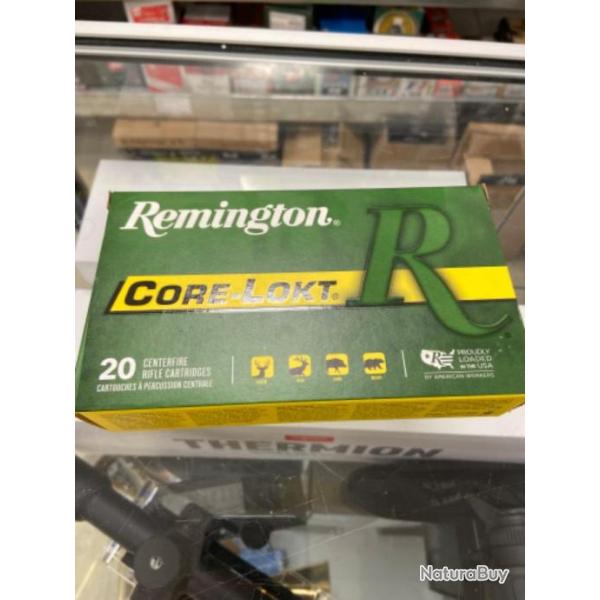 Remington®
R
CORE-LOKT®
20 CENTERFIRE
RIFLE CARTRIDGES
CARTOUCHES À PERCUSSION CENTRALE
R PROUDLY
LOADED
IN THE USA
BY AMERICAN WORKERS
THERMION
NaturaBuy